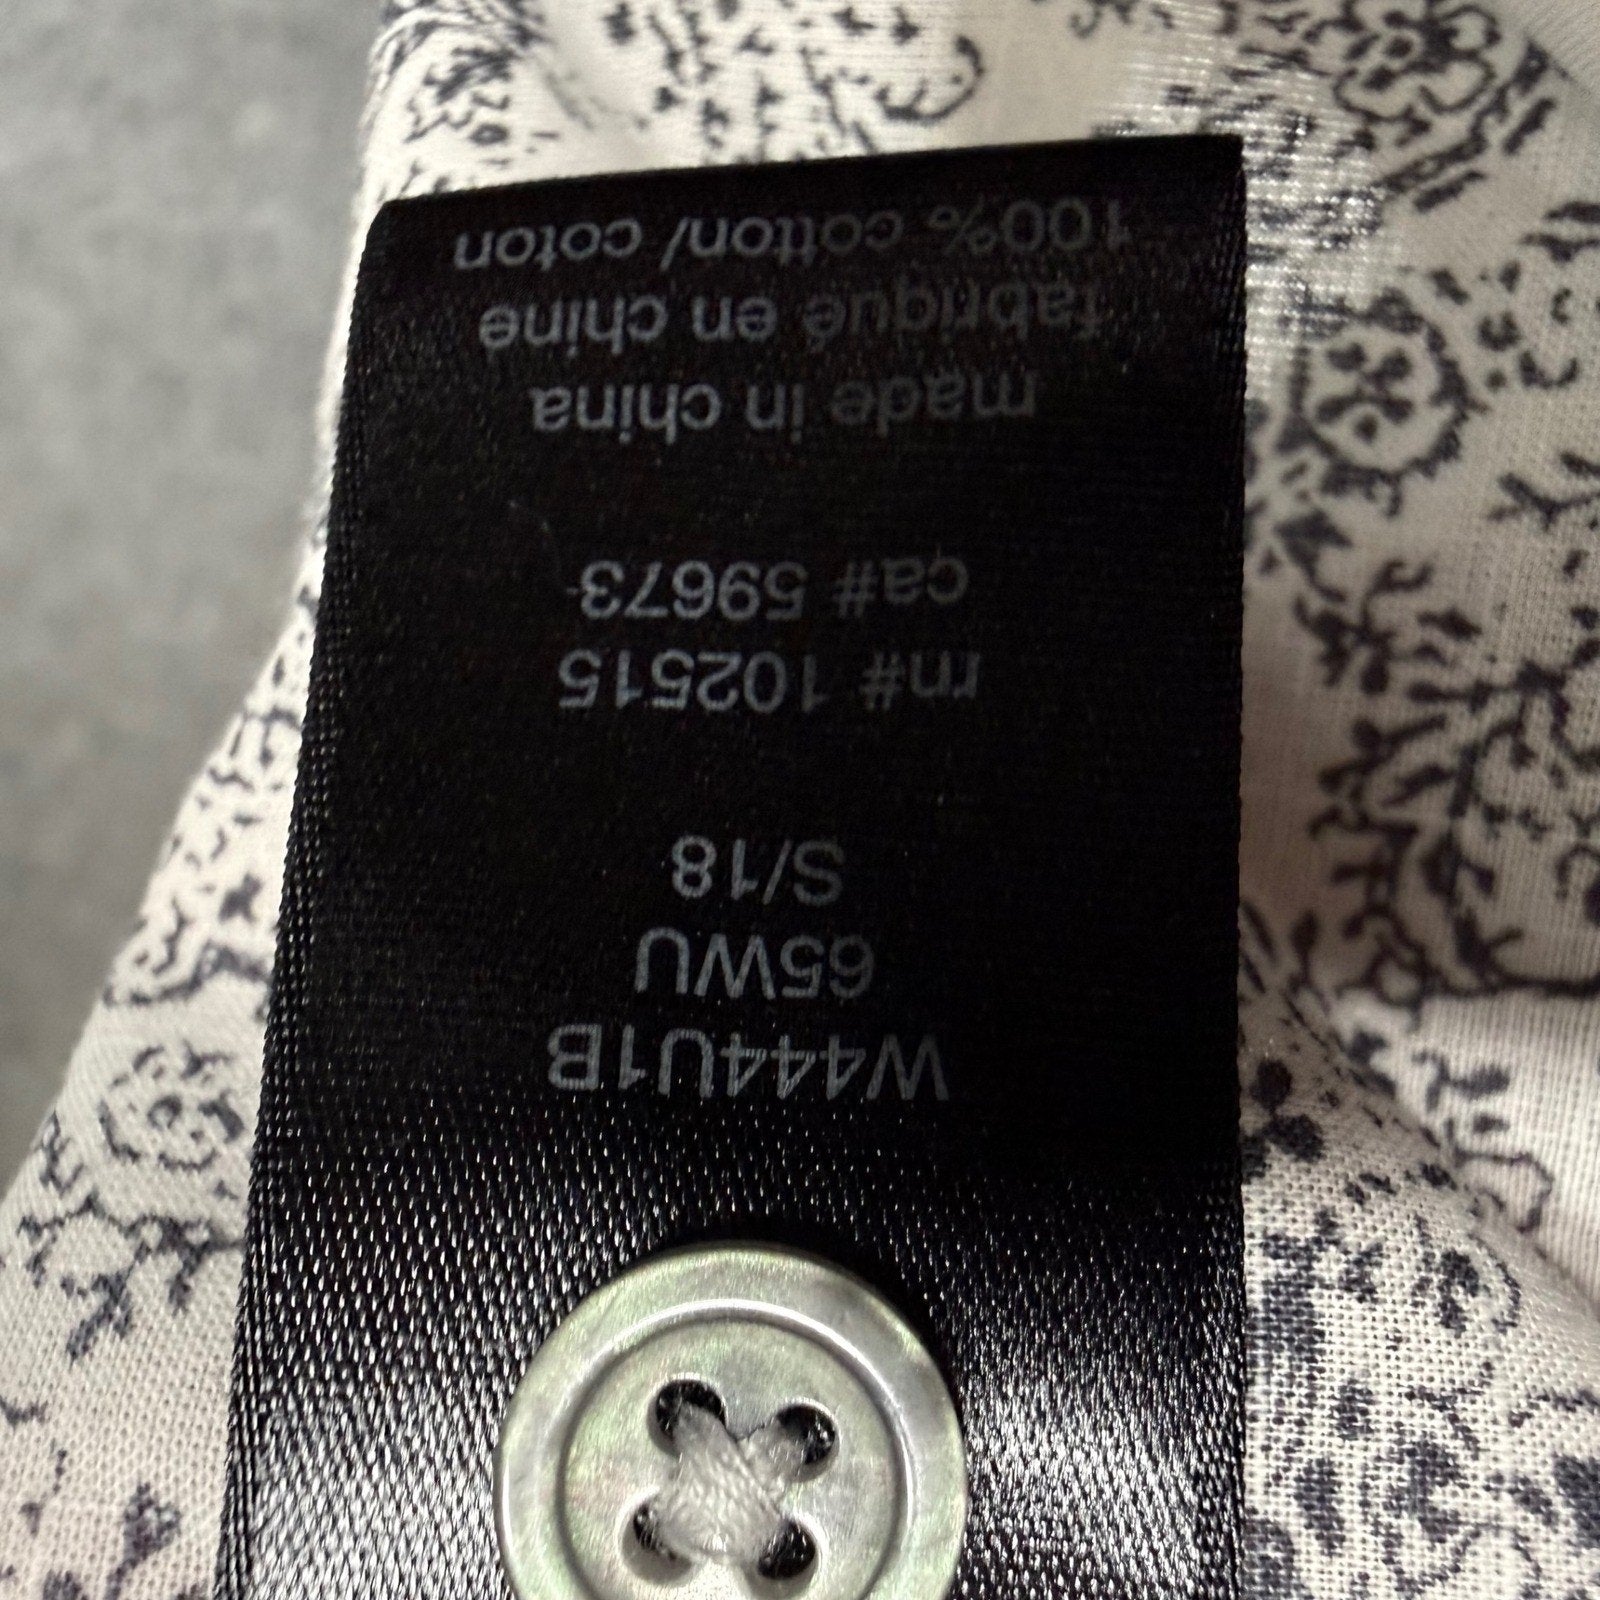 W444U1B
65WU
S/18
rn# 102515
ca# 59673
made in china
fabriqué en chine
100% cotton/ coton